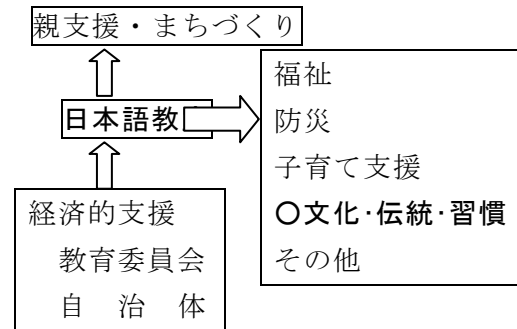 親支援・まちづくり
日本語教
福祉
防災
子育て支援
〇文化・伝統・習慣
その他
経済的支援
教育委員会
自　治　体